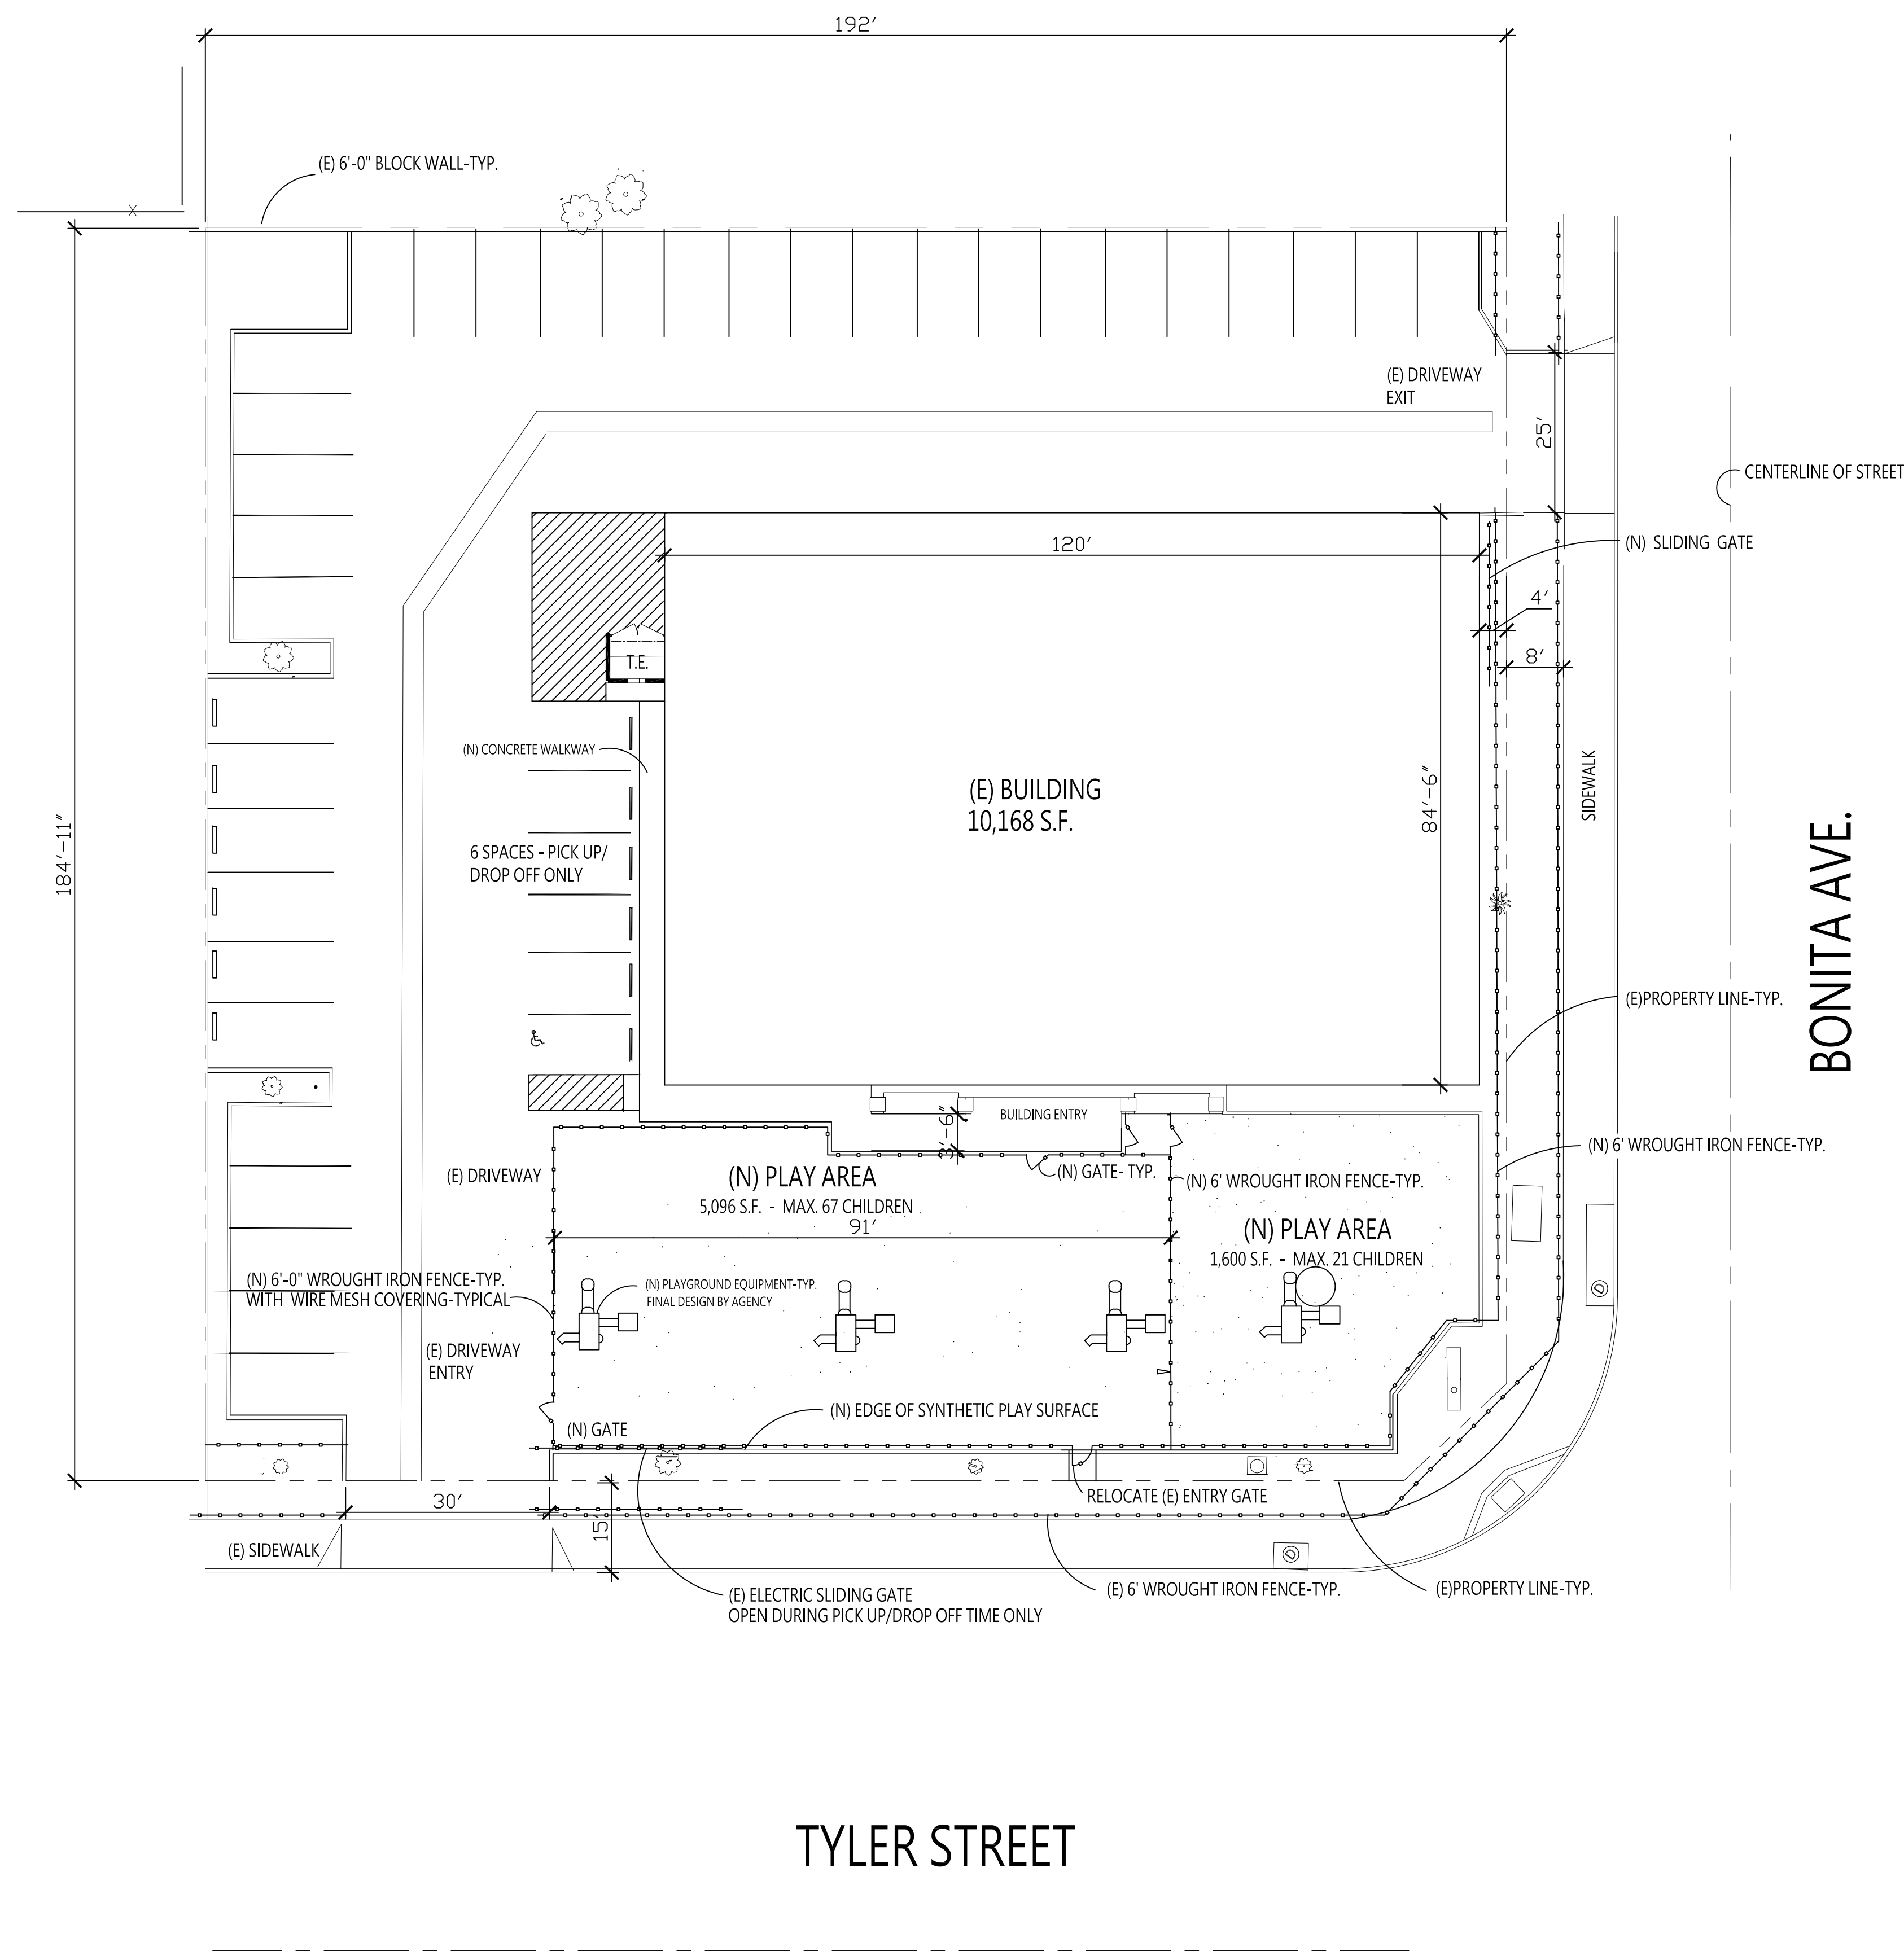 192'
(E) 6'-0" BLOCK WALL-TYP.
X
(E) DRIVEWAY
EXIT
25'
CENTERLINE OF STREET
(N) SLIDING GATE
120'
4'
8'
T.E.
(N) CONCRETE WALKWAY
SIDEWALK
(E) BUILDING
10,168 S.F.
84'-6"
184'-11"
6 SPACES - PICK UP/
DROP OFF ONLY
BONITA AVE.
(E)PROPERTY LINE-TYP.
BUILDING ENTRY
3'-6"
(N) 6' WROUGHT IRON FENCE-TYP.
(E) DRIVEWAY
(N) PLAY AREA
5,096 S.F. - MAX. 67 CHILDREN
91'
(N) GATE- TYP.
(N) 6' WROUGHT IRON FENCE-TYP.
(N) PLAY AREA
1,600 S.F. - MAX. 21 CHILDREN
(N) 6'-0" WROUGHT IRON FENCE-TYP.
WITH WIRE MESH COVERING-TYPICAL
(N) PLAYGROUND EQUIPMENT-TYP.
FINAL DESIGN BY AGENCY
D
(E) DRIVEWAY
ENTRY
(N) EDGE OF SYNTHETIC PLAY SURFACE
(N) GATE
30'
15'
RELOCATE (E) ENTRY GATE
(E) SIDEWALK
D
(E) ELECTRIC SLIDING GATE
OPEN DURING PICK UP/DROP OFF TIME ONLY
(E) 6' WROUGHT IRON FENCE-TYP.
(E)PROPERTY LINE-TYP.
TYLER STREET